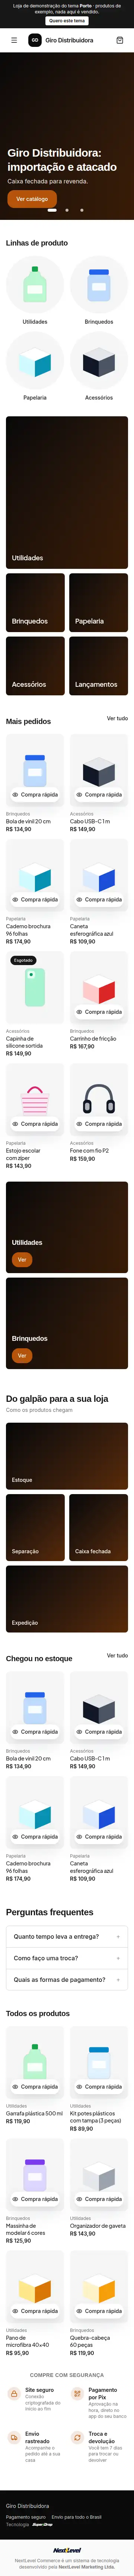 Loja de demonstração do tema Porto · produtos de
exemplo, nada aqui é vendido.
Quero este tema
GD
Giro Distribuidora
Giro Distribuidora:
importação e atacado
Caixa fechada para revenda.
Ver catálogo
Linhas de produto
Utilidades
Brinquedos
Papelaria
Acessórios
Utilidades
Brinquedos
Papelaria
Acessórios
Lançamentos
Mais pedidos
Ver tudo
Compra rápida
Compra rápida
Brinquedos
Bola de vinil 20 cm
R$ 134,90
Acessórios
Cabo USB-C 1 m
R$ 149,90
Compra rápida
Compra rápida
Papelaria
Caderno brochura
96 folhas
R$ 174,90
Papelaria
Caneta
esferográfica azul
R$ 109,90
Esgotado
Compra rápida
Acessórios
Capinha de
silicone sortida
R$ 149,90
Brinquedos
Carrinho de fricção
R$ 167,90
Compra rápida
Compra rápida
Papelaria
Estojo escolar
com zíper
R$ 143,90
Acessórios
Fone com fio P2
R$ 159,90
Utilidades
Ver
Brinquedos
Ver
Do galpão para a sua loja
Como os produtos chegam
Estoque
Separação
Caixa fechada
Expedição
Chegou no estoque
Ver tudo
Compra rápida
Compra rápida
Brinquedos
Bola de vinil 20 cm
R$ 134,90
Acessórios
Cabo USB-C 1 m
R$ 149,90
Compra rápida
Compra rápida
Papelaria
Caderno brochura
96 folhas
R$ 174,90
Papelaria
Caneta
esferográfica azul
R$ 109,90
Perguntas frequentes
Quanto tempo leva a entrega?
Como faço uma troca?
Quais as formas de pagamento?
Todos os produtos
Compra rápida
Compra rápida
Utilidades
Garrafa plástica 500 ml
R$ 119,90
Utilidades
Kit potes plásticos
com tampa (3 peças)
R$ 89,90
Compra rápida
Compra rápida
Brinquedos
Massinha de
modelar 6 cores
R$ 125,90
Utilidades
Organizador de gaveta
R$ 143,90
Compra rápida
Compra rápida
Utilidades
Pano de
microfibra 40x40
R$ 95,90
Brinquedos
Quebra-cabeça
60 peças
R$ 119,90
COMPRE COM SEGURANÇA
Site seguro
Conexão
criptografada do
início ao fim
Pagamento
por Pix
Aprovação na
hora, direto no
app do seu banco
Envio
rastreado
Acompanhe o
pedido até a sua
casa
Troca e
devolução
Você tem 7 dias
para trocar ou
devolver
Giro Distribuidora
Pagamento seguro
Envio para todo o Brasil
Tecnologia
NextLevel
NextLevel Commerce é um sistema de tecnologia
desenvolvido pela NextLevel Marketing Ltda.